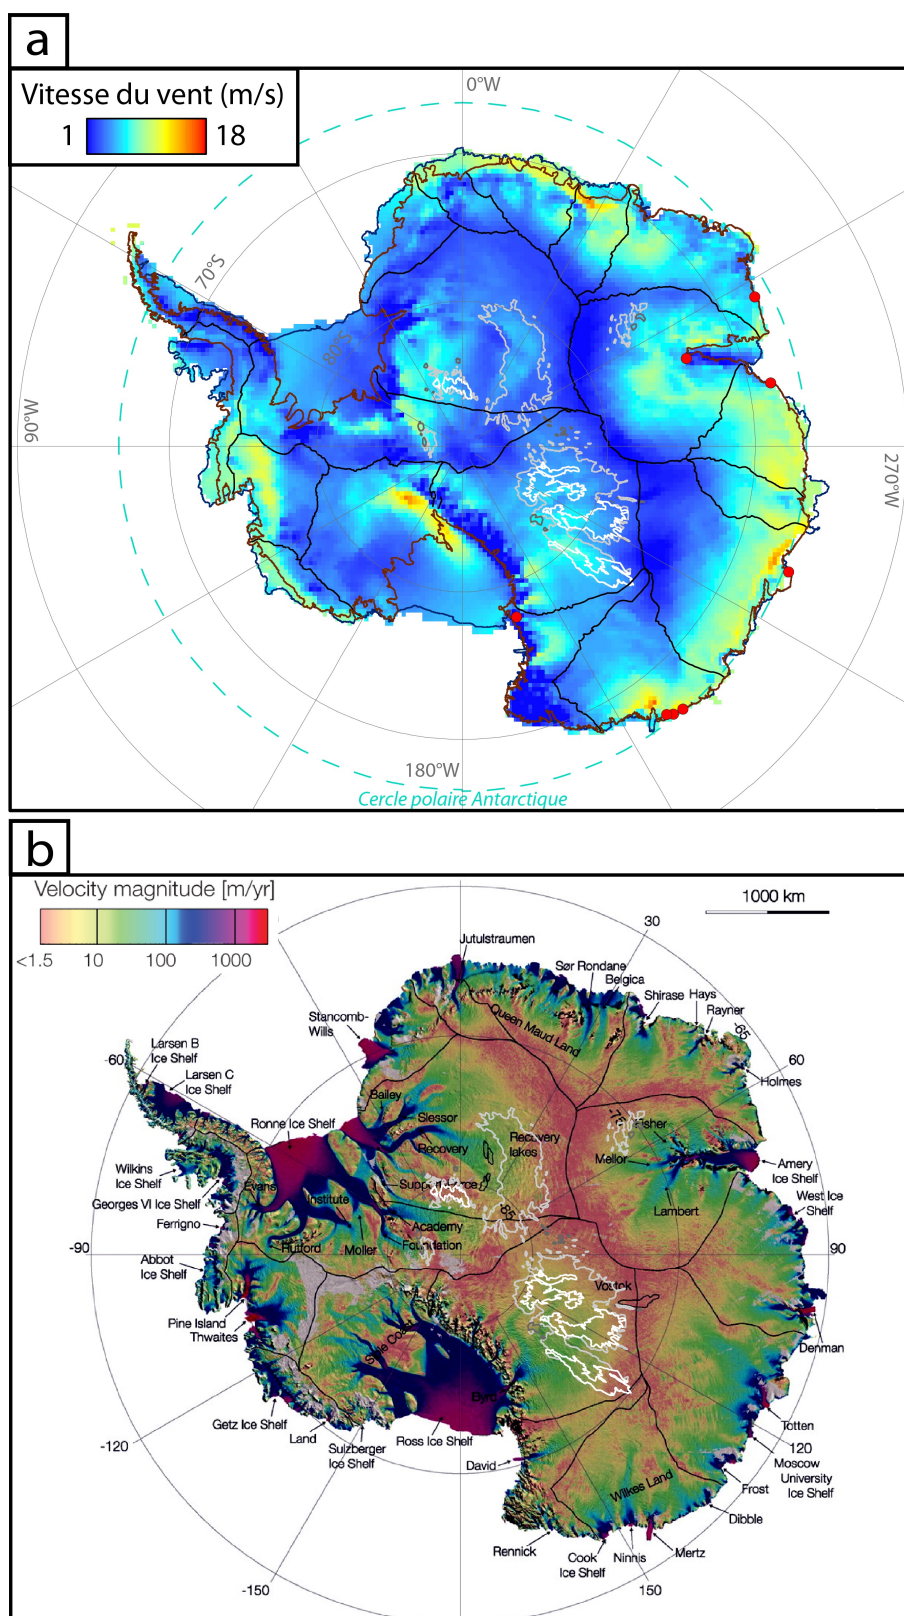 a
Vitesse du vent (m/s)
1 18
0°W
70°S
80°S
90°W
270°W
180°W
Cercle polaire Antarctique
b
Velocity magnitude [m/yr]
<1.5 10 100 1000
1000 km
30
Jutulstraumen
Sør Rondane
Belgica
Shirase
Hays
Rayner
-65
Stancomb-
Wills
Queen Maud Land
60
Holmes
-60
Larsen B
Ice Shelf
Larsen C
Ice Shelf
Ronne Ice Shelf
Bailey
Slessor
Recovery
Recovery
lakes
-75
Fisher
Mellor
Amery
Ice Shelf
Lambert
West Ice
Shelf
Wilkins
Ice Shelf
Georges VI Ice Shelf
Evans
Institute
-85
Academy
Ferrigno
Rutford
Moller
Foundation
-90
90
Abbot
Ice Shelf
Vostok
Pine Island
Thwaites
Siple Coast
Denman
Byrd
Getz Ice Shelf
Land
Sulzberger
Ice Shelf
Ross Ice Shelf
Totten
-120
120
Moscow
University
Ice Shelf
David
Wilkes Land
Frost
Dibble
Rennick
Cook
Ice Shelf
Ninnis
Mertz
-150
150